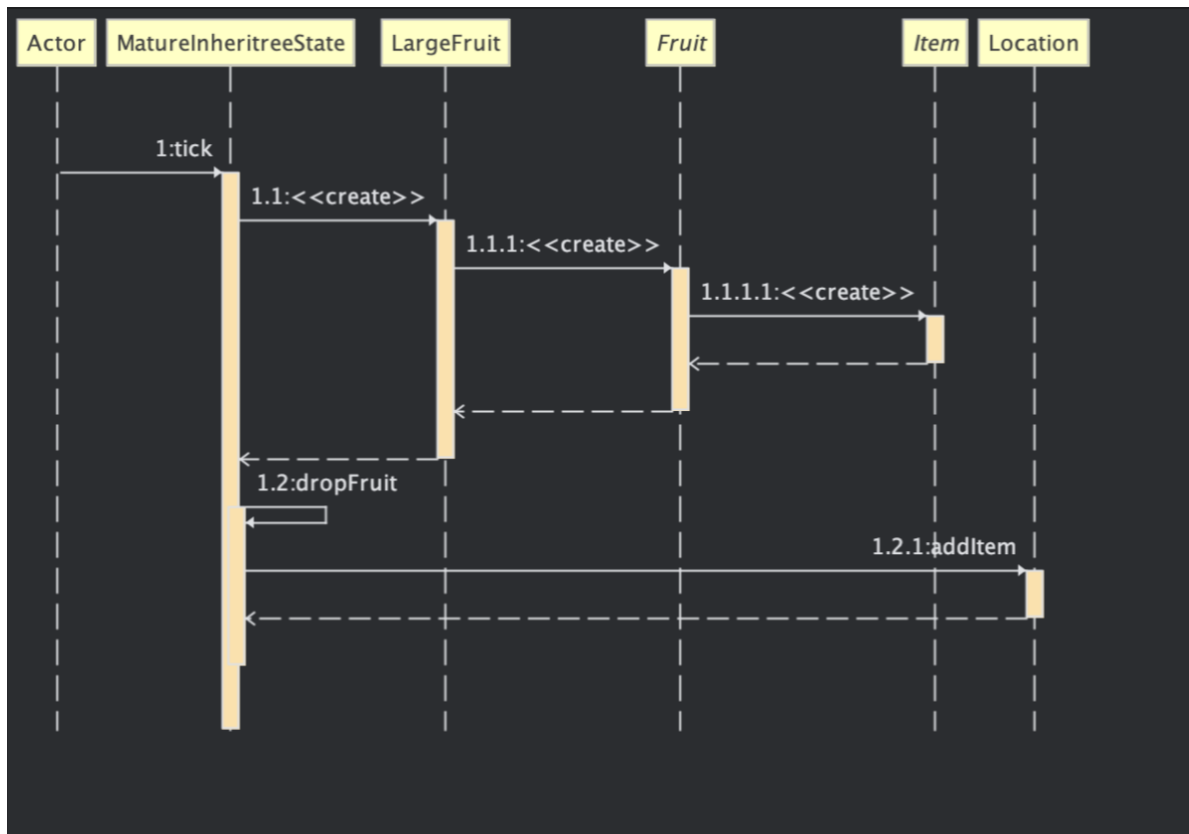 Actor
MatureInheritreeState
LargeFruit
Fruit
Item
Location
1:tick
1.1:<<create>>
1.1.1:<<create>>
1.1.1.1:<<create>>
1.2:dropFruit
1.2.1:addItem